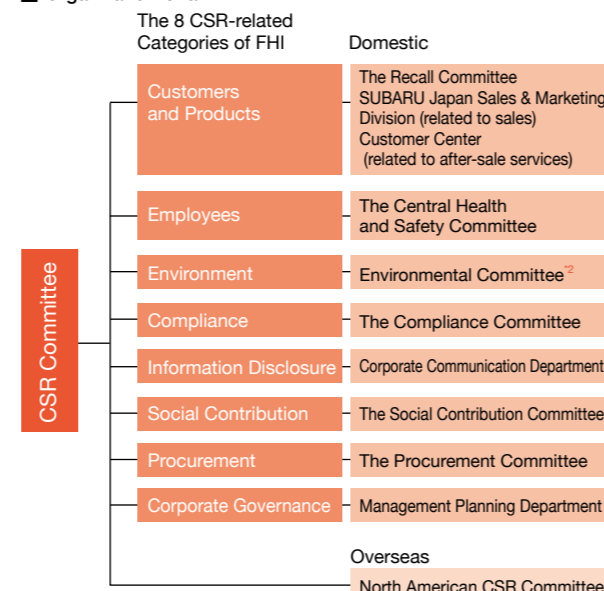 The 8 CSR-related
Categories of FHI
Domestic
CSR Committee
Customers
and Products
The Recall Committee
SUBARU Japan Sales & Marketing
Division (related to sales)
Customer Center
(related to after-sale services)
Employees
The Central Health
and Safety Committee
Environment
Environmental Committee*2
Compliance
The Compliance Committee
Information Disclosure
Corporate Communication Department
Social Contribution
The Social Contribution Committee
Procurement
The Procurement Committee
Corporate Governance
Management Planning Department
Overseas
North American CSR Committee